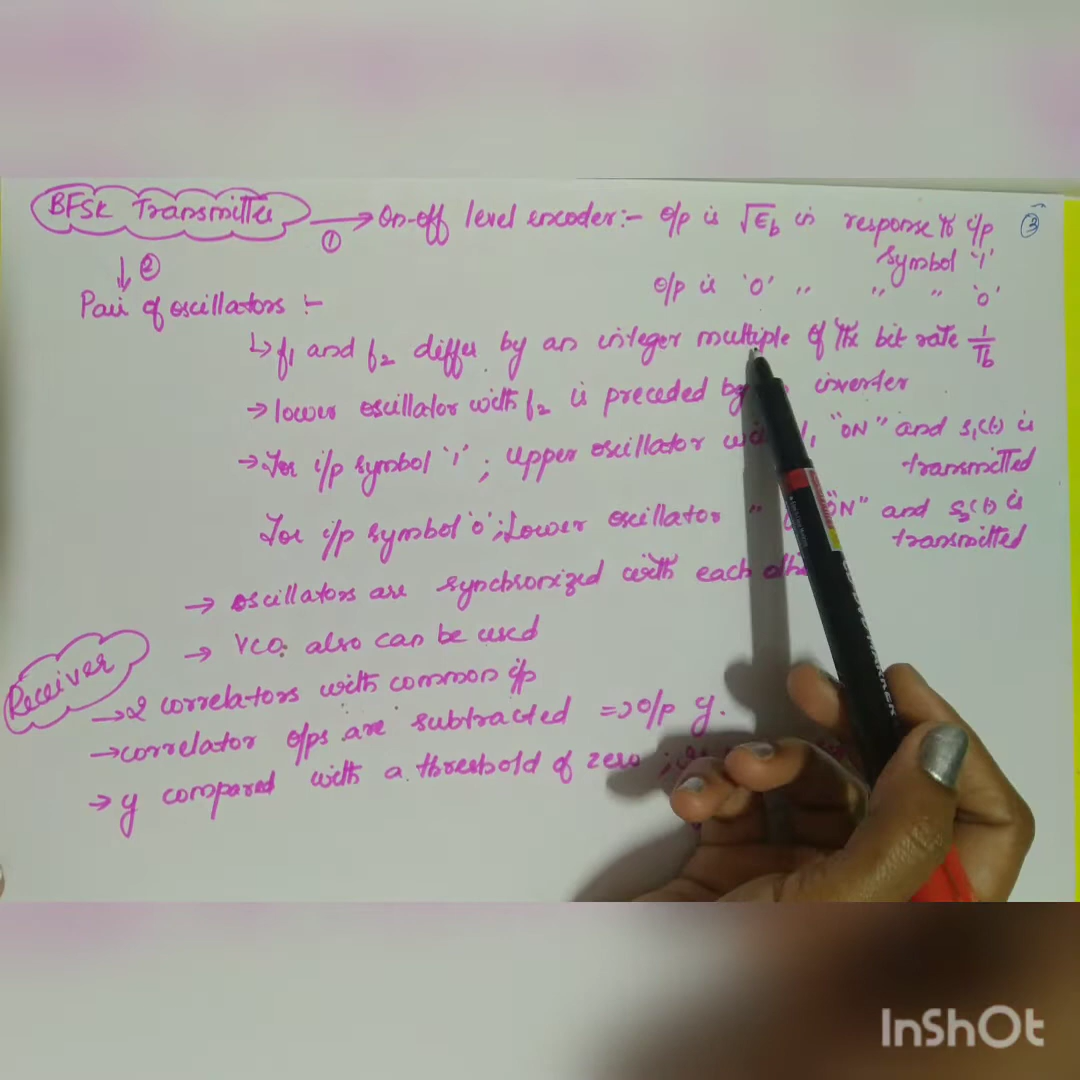 BFSK Transmitter
①
→ On-off level encoder:- o/p is √Eb in response to i/p
③
symbol '1'
↓ ②
o/p is '0' ,, ,, ,, '0'
Pair of oscillators :-
↳ f1 and f2 differ by an integer multiple of the bit rate 1/Tb
→ lower oscillator with f2 is preceded by inverter
→ For i/p symbol '1'; upper oscillator "ON" and s1(t) is
transmitted
For i/p symbol '0'; Lower oscillator " "ON" and s2(t) is
transmitted
→ oscillators are synchronized with each
→ VCO. also can be used
Receiver
→ 2 correlators with common i/p
→ correlator o/ps are subtracted => o/p y.
→ y compared with a threshold of zero ;
InShOt